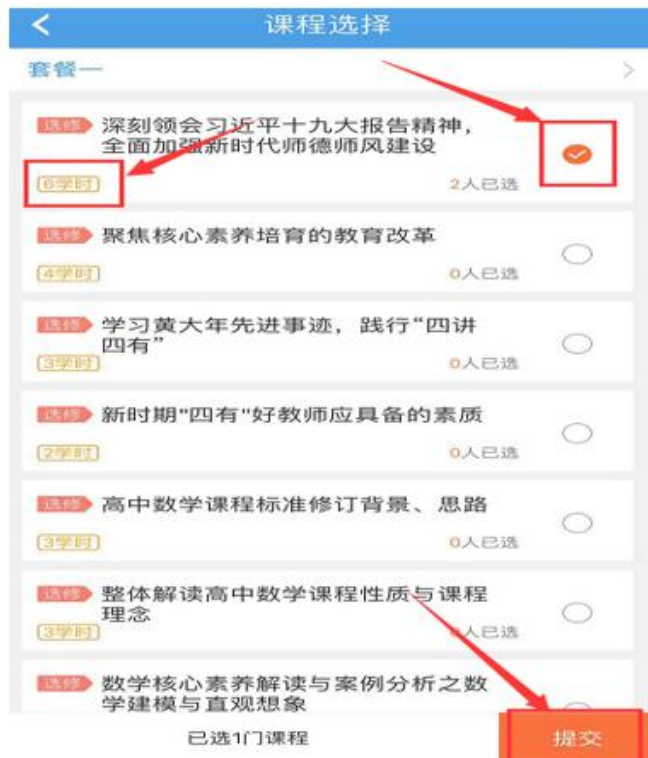 课程选择
套餐一
选修 深刻领会习近平十九大报告精神，
全面加强新时代师德师风建设
6学时 2人已选
选修 聚焦核心素养培育的教育改革
4学时 0人已选
选修 学习黄大年先进事迹，践行“四讲
四有”
3学时 0人已选
选修 新时期"四有"好教师应具备的素质
2学时 0人已选
选修 高中数学课程标准修订背景、思路
3学时 0人已选
选修 整体解读高中数学课程性质与课程
理念
3学时 人已选
选修 数学核心素养解读与案例分析之数
学建模与直观想象
已选1门课程 提交